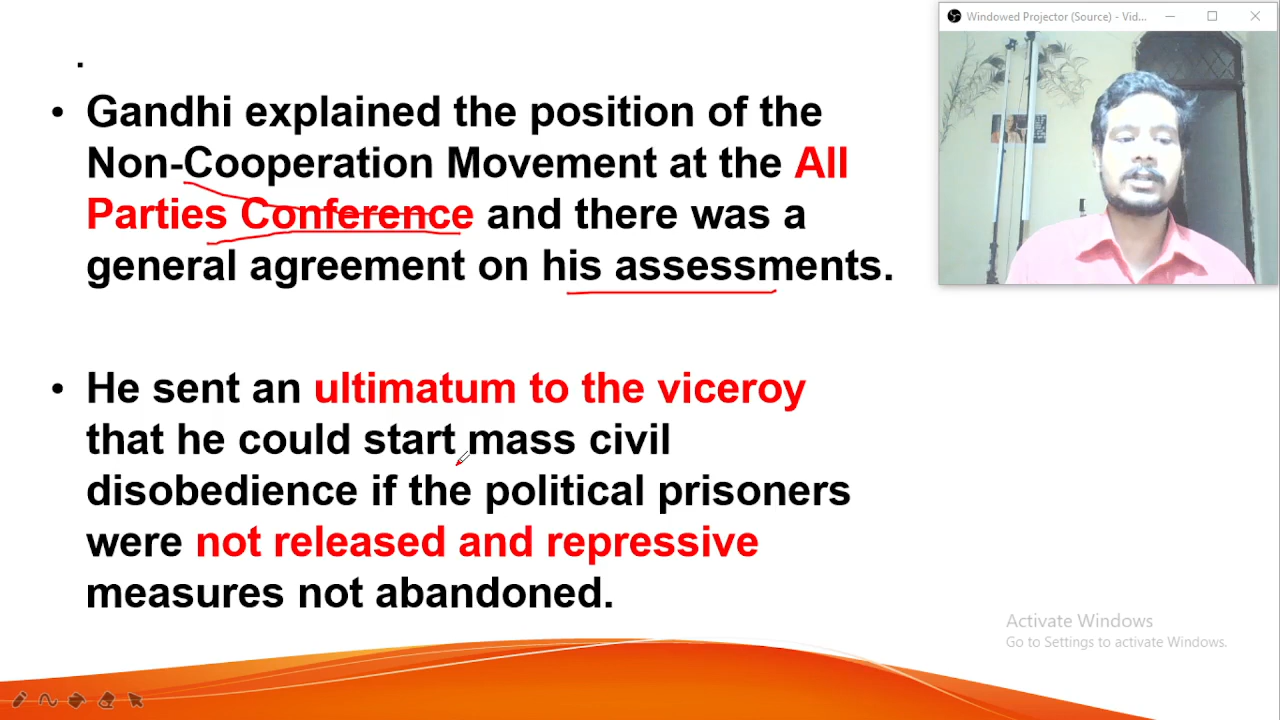 Windowed Projector (Source) - Vid...
.
• Gandhi explained the position of the
Non-Cooperation Movement at the All
Parties Conference and there was a
general agreement on his assessments.
• He sent an ultimatum to the viceroy
that he could start mass civil
disobedience if the political prisoners
were not released and repressive
measures not abandoned.
Activate Windows
Go to Settings to activate Windows.